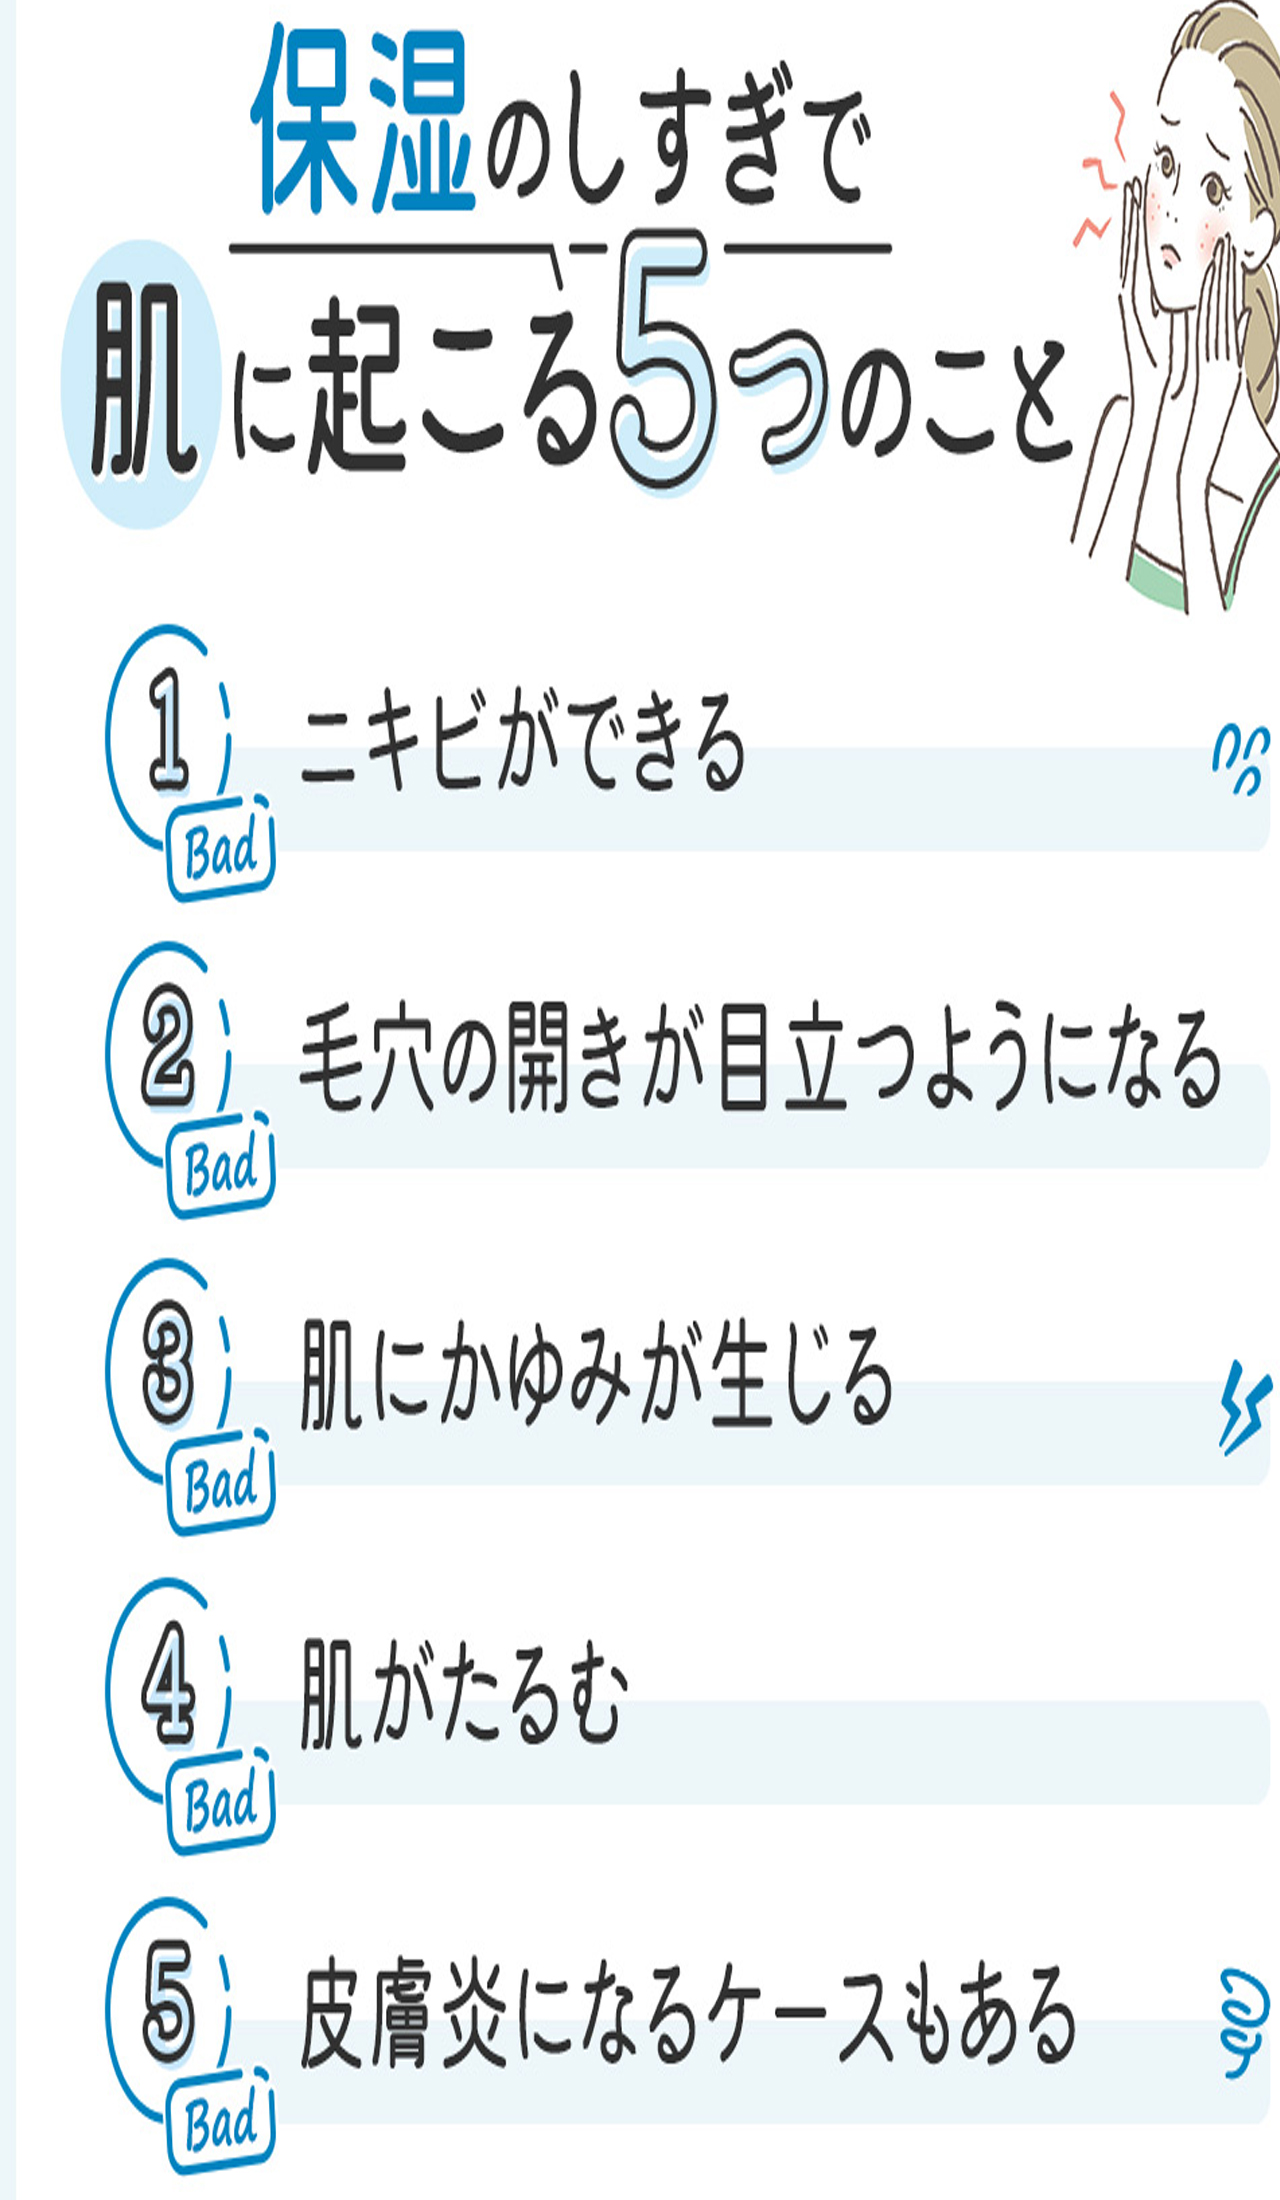 保湿のしすぎで
肌に起こる5つのこと
1
Bad
ニキビができる
2
Bad
毛穴の開きが目立つようになる
3
Bad
肌にかゆみが生じる
4
Bad
肌がたるむ
5
Bad
皮膚炎になるケースもある